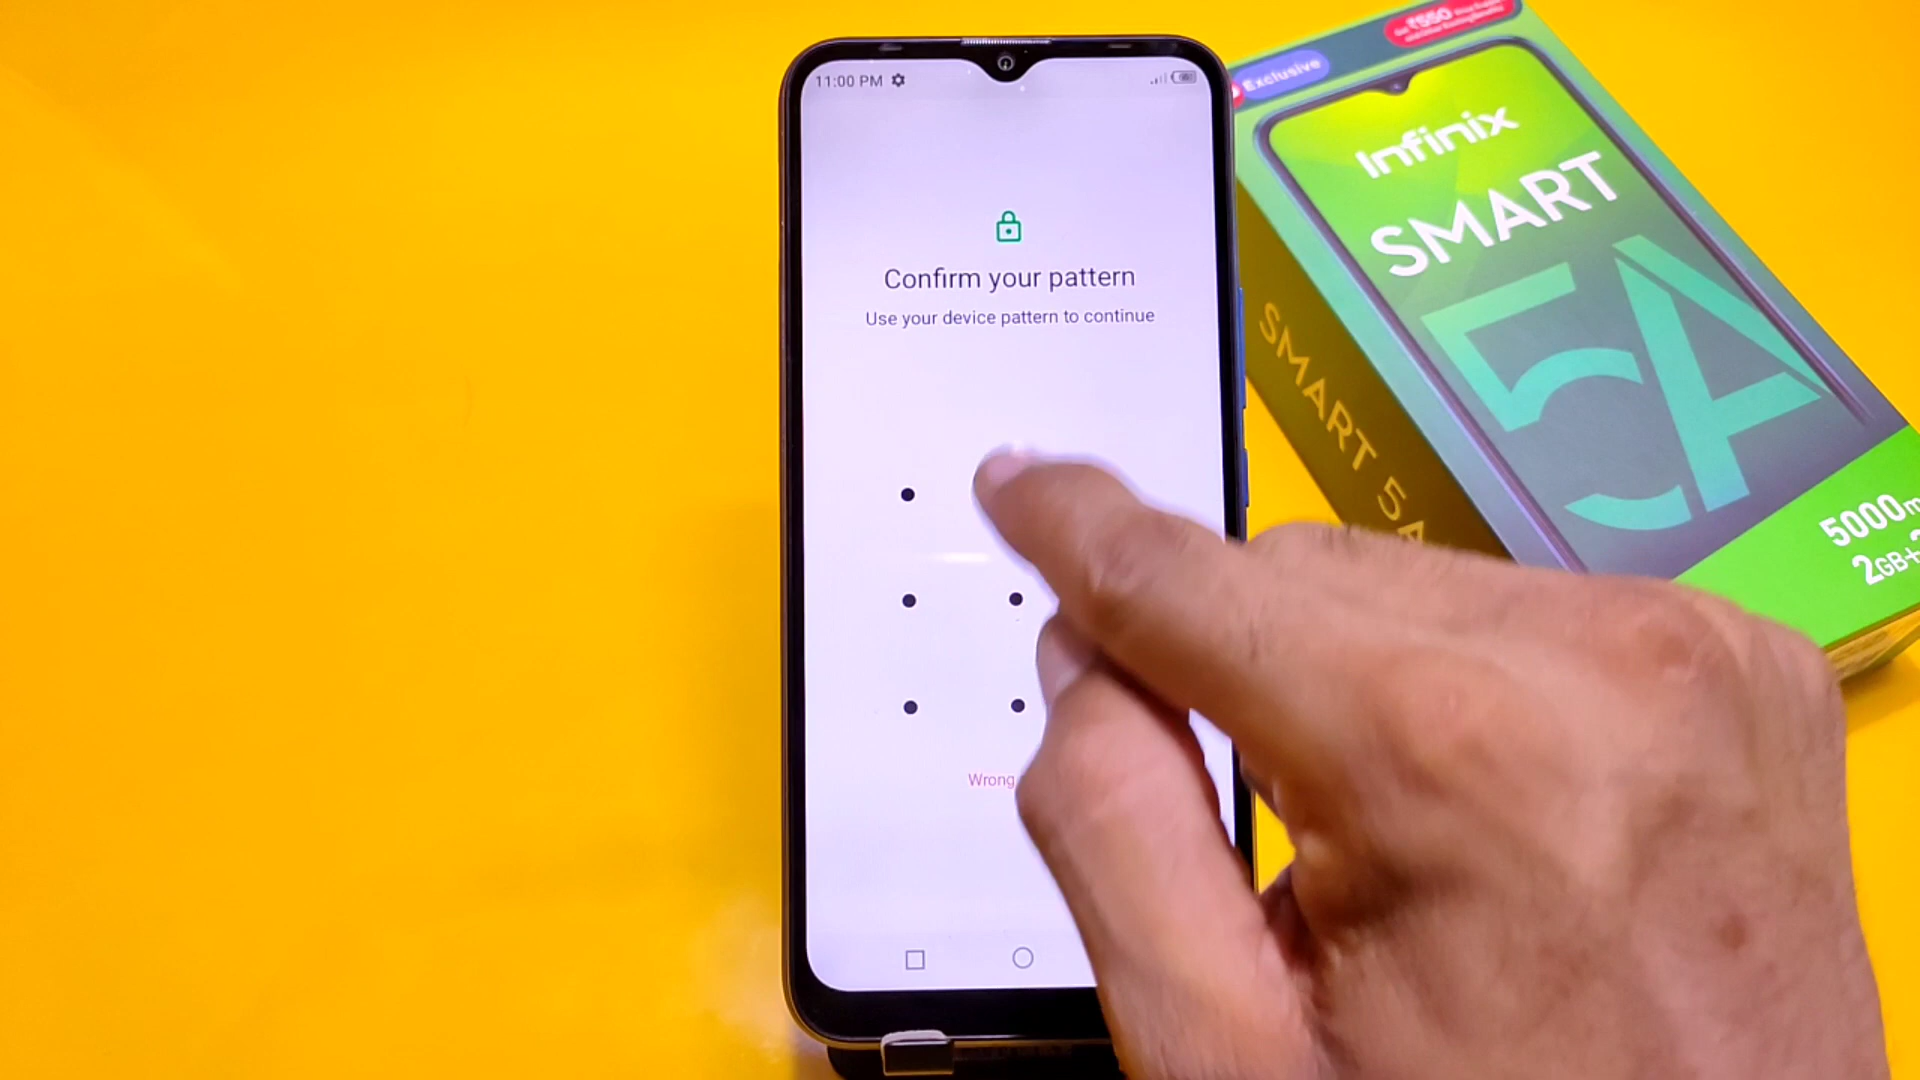 11:00 PM
Confirm your pattern
Use your device pattern to continue
Wrong
Exclusive
₹550
Infinix
SMART
5A
SMART 5A
5000m
2GB+